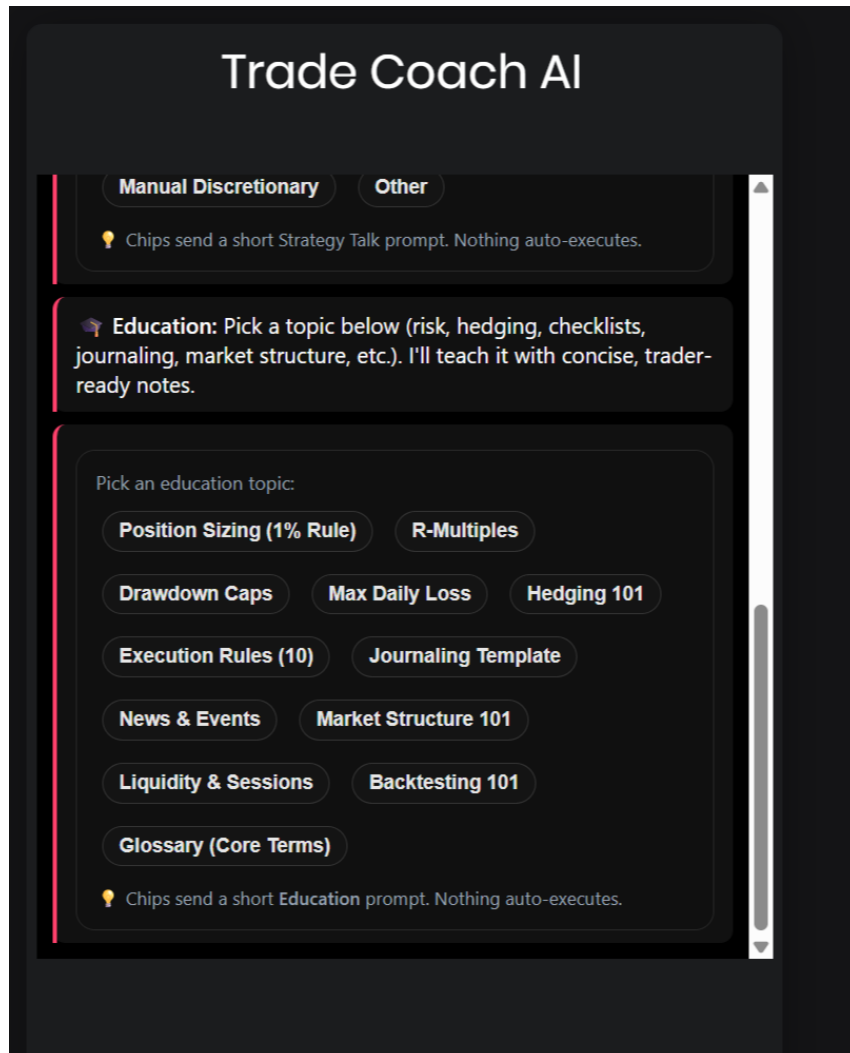 Trade Coach AI
Manual Discretionary Other
💡 Chips send a short Strategy Talk prompt. Nothing auto-executes.
🎓 Education: Pick a topic below (risk, hedging, checklists,
journaling, market structure, etc.). I'll teach it with concise, trader-
ready notes.
Pick an education topic:
Position Sizing (1% Rule) R-Multiples
Drawdown Caps Max Daily Loss Hedging 101
Execution Rules (10) Journaling Template
News & Events Market Structure 101
Liquidity & Sessions Backtesting 101
Glossary (Core Terms)
💡 Chips send a short Education prompt. Nothing auto-executes.